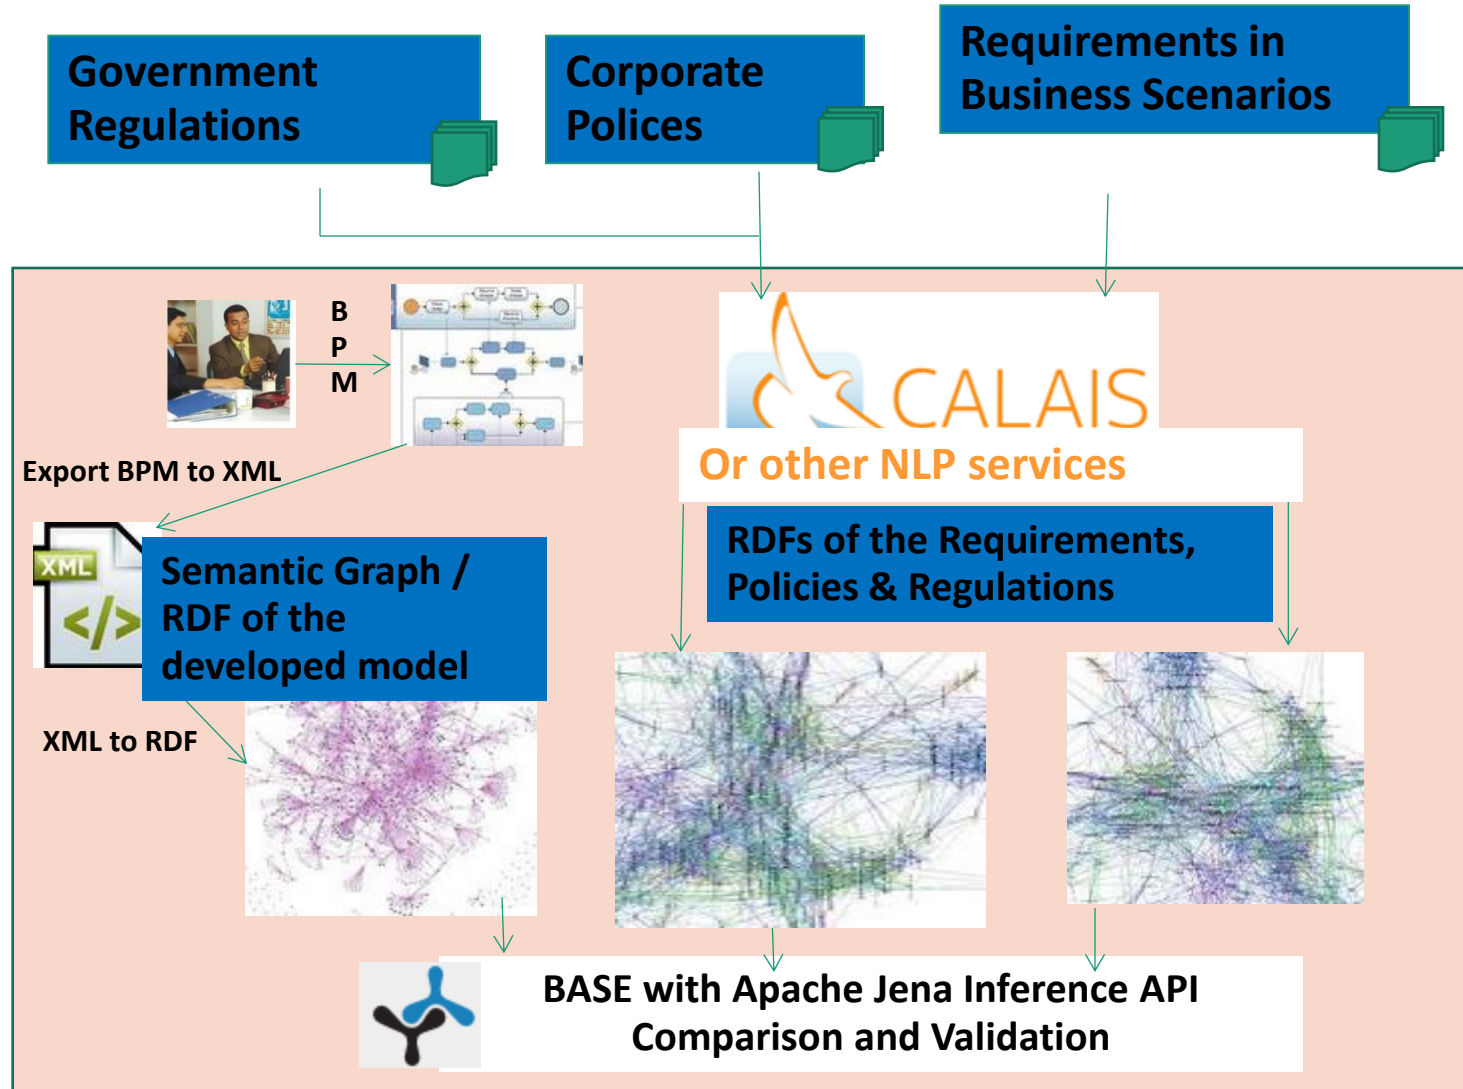 Government
Regulations
Corporate
Polices
Requirements in
Business Scenarios
B
P
M
CALAIS
Or other NLP services
Export BPM to XML
XML
</>
Semantic Graph /
RDF of the
developed model
RDFs of the Requirements,
Policies & Regulations
XML to RDF
BASE with Apache Jena Inference API
Comparison and Validation